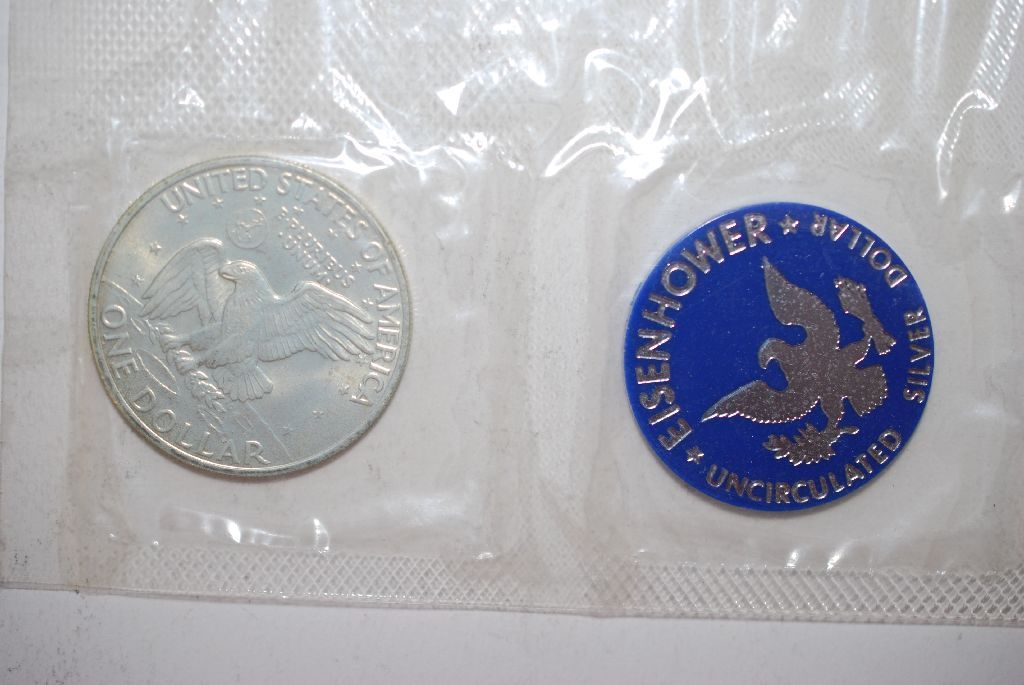 UNITED STATES OF AMERICA
E PLURIBUS
UNUM
ONE DOLLAR
EISENHOWER
DOLLAR
SILVER
UNCIRCULATED